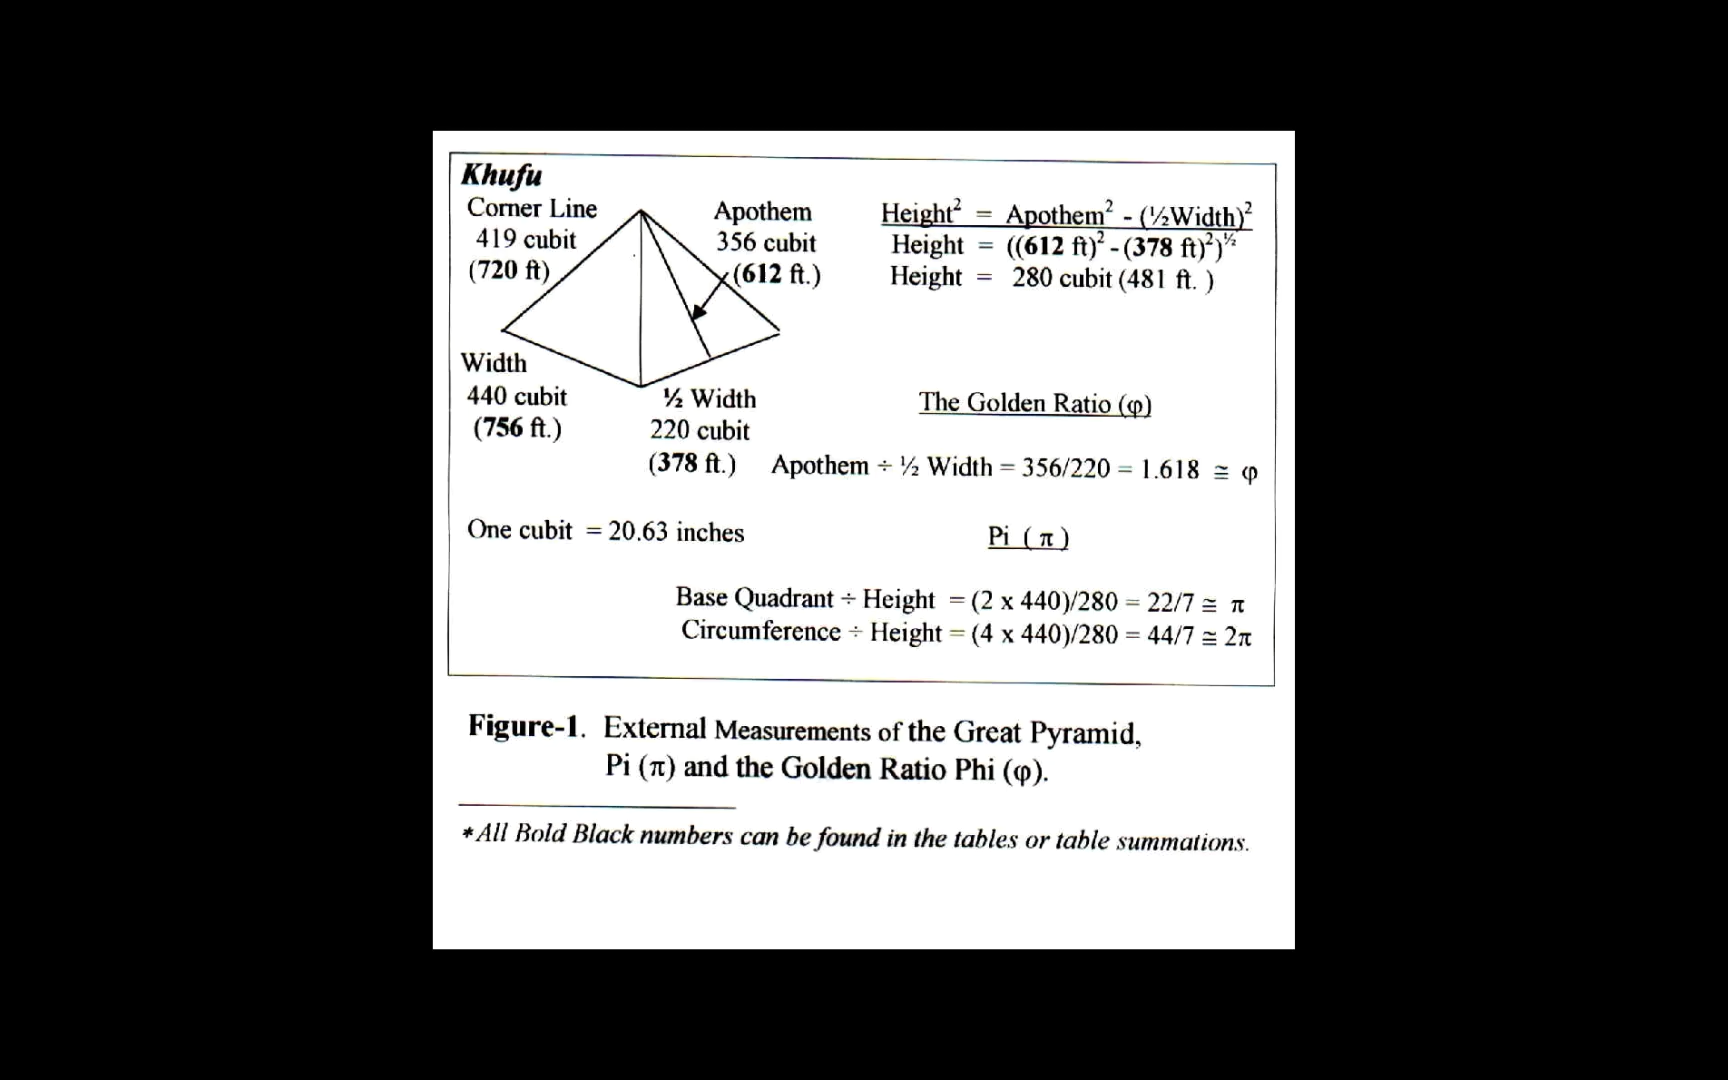 Khufu
Corner Line
419 cubit
(720 ft)
Apothem
356 cubit
(612 ft.)
Height² = Apothem² - (½Width)²
Height = ((612 ft)² - (378 ft)²)^½
Height = 280 cubit (481 ft. )
Width
440 cubit
(756 ft.)
½ Width
220 cubit
(378 ft.)
The Golden Ratio (φ)
Apothem ÷ ½ Width = 356/220 = 1.618 ≅ φ
One cubit = 20.63 inches
Pi ( π )
Base Quadrant ÷ Height = (2 x 440)/280 = 22/7 ≅ π
Circumference ÷ Height = (4 x 440)/280 = 44/7 ≅ 2π
Figure-1. External Measurements of the Great Pyramid,
Pi (π) and the Golden Ratio Phi (φ).
*All Bold Black numbers can be found in the tables or table summations.